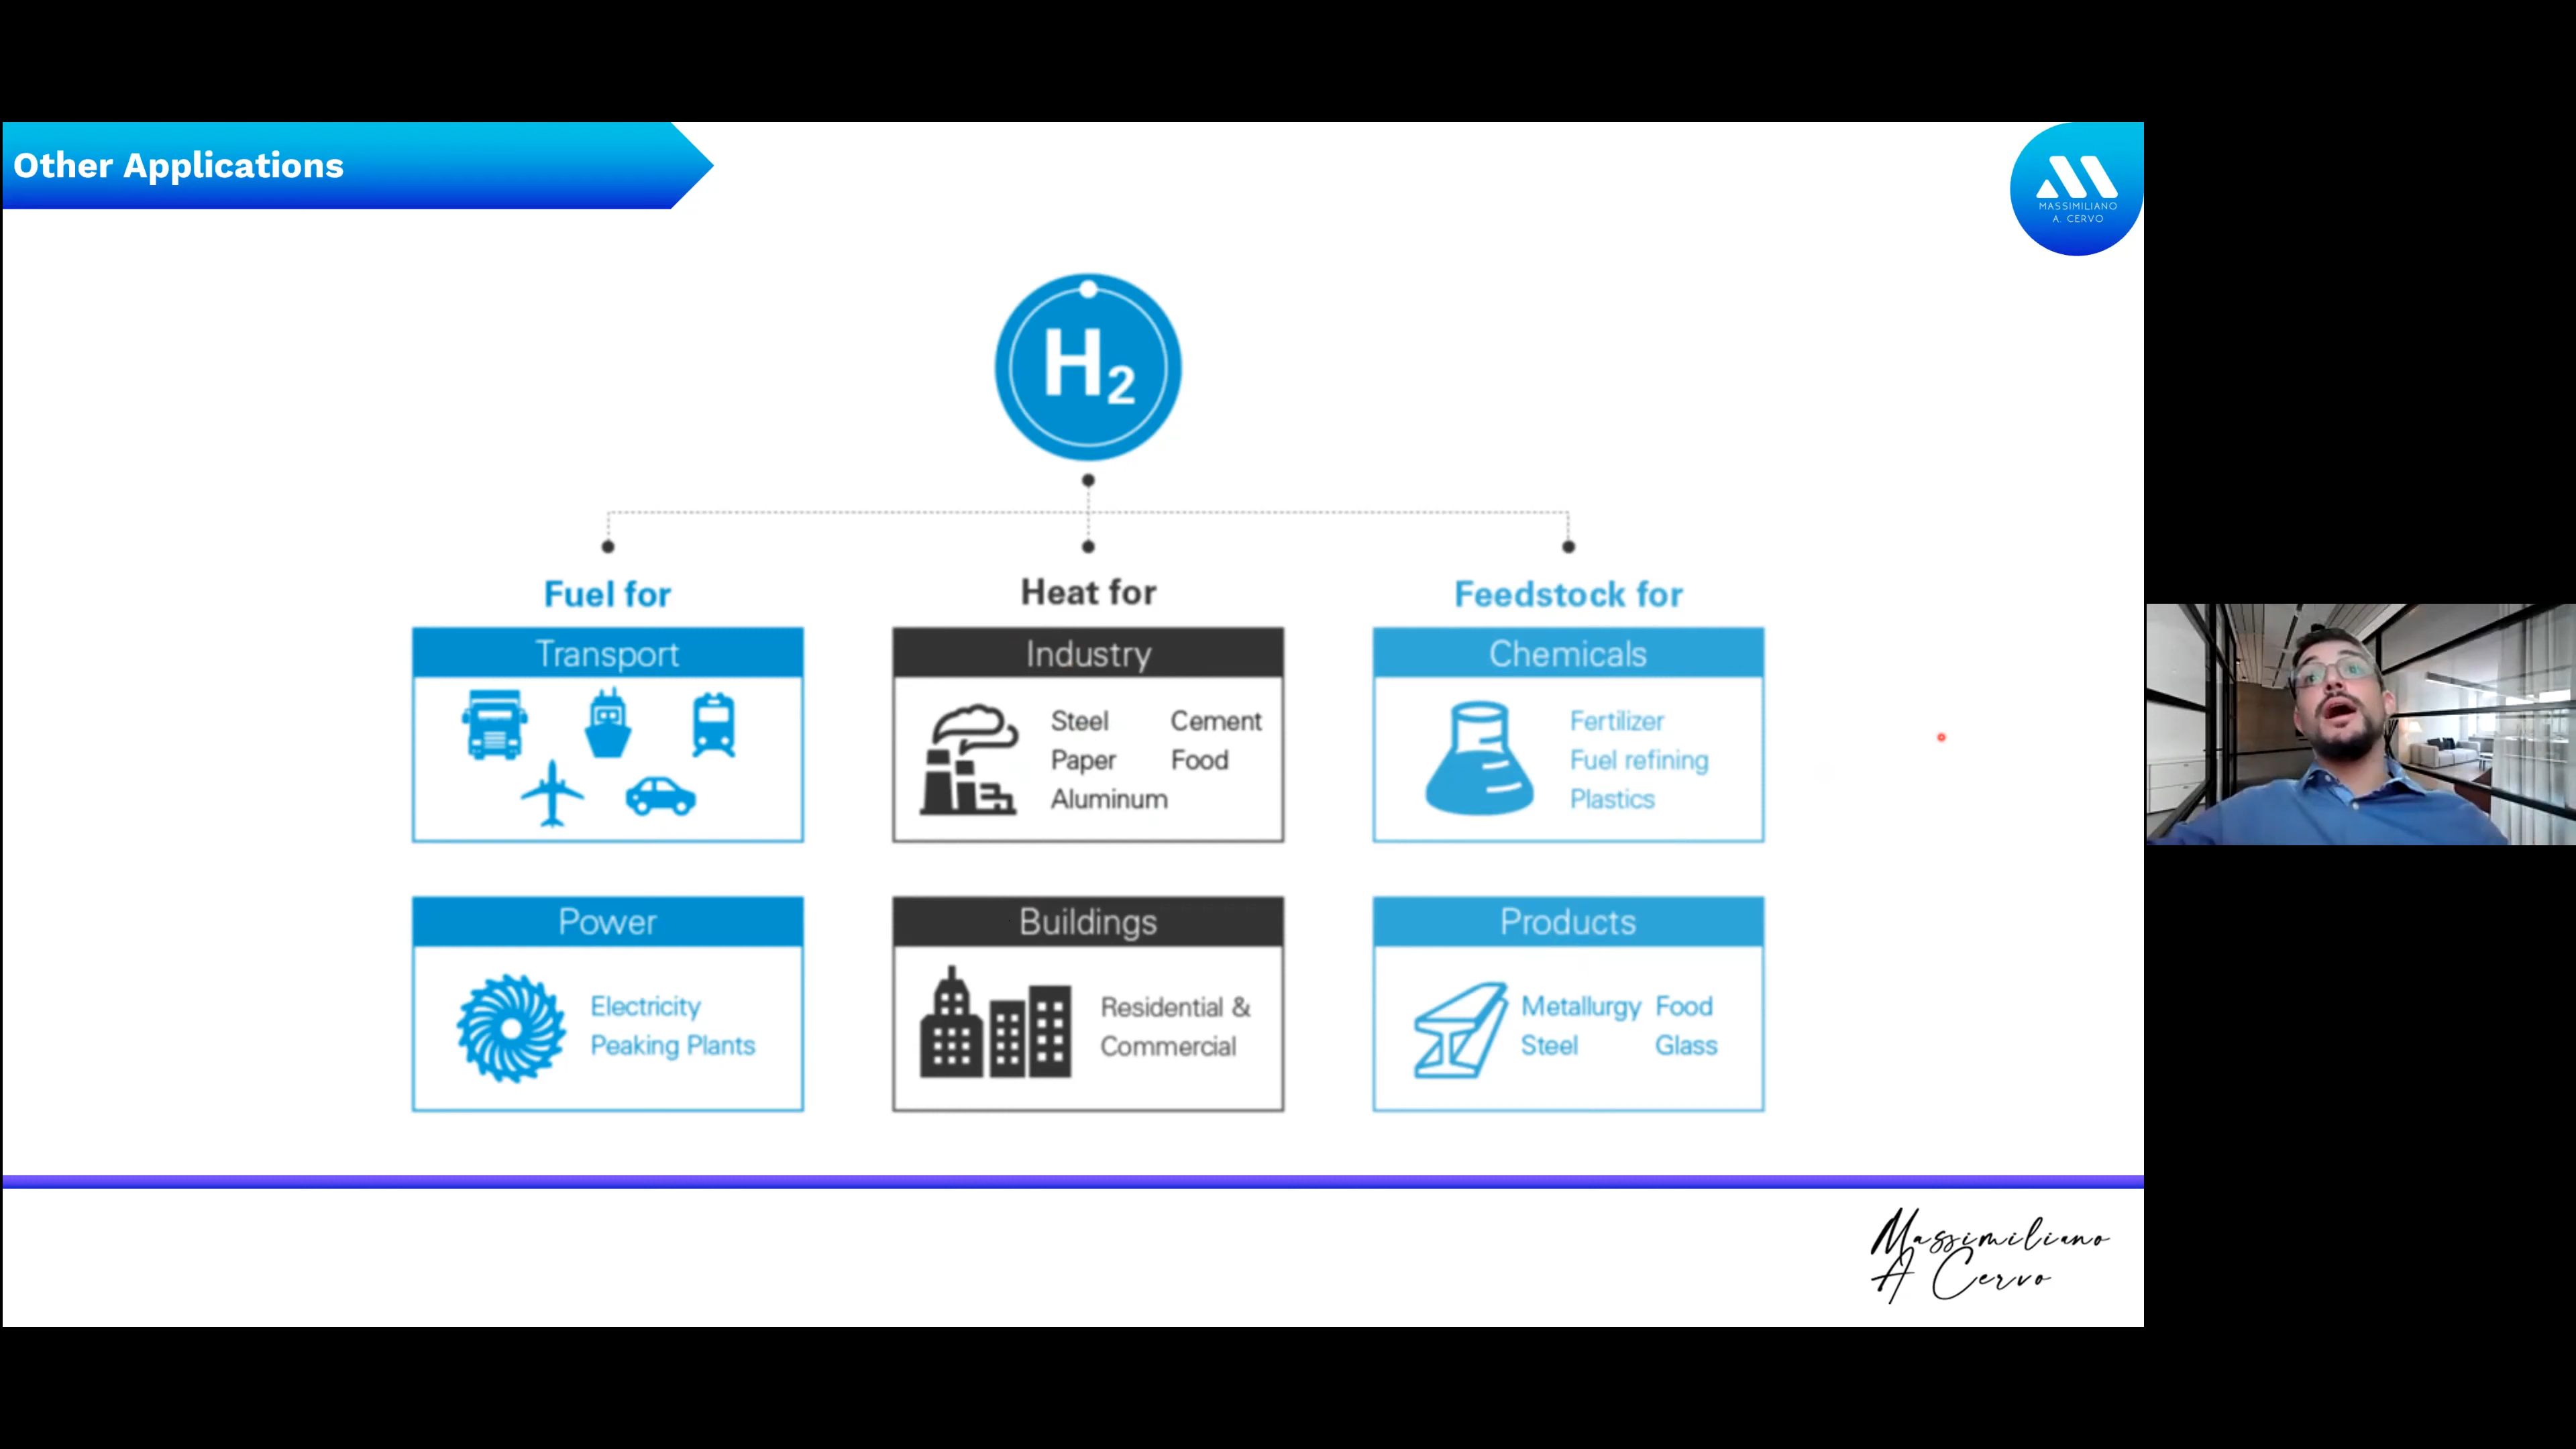 Other Applications
MASSIMILIANO
A. CERVO
H2
Fuel for
Heat for
Feedstock for
Transport
Industry
Steel Cement
Paper Food
Aluminum
Chemicals
Fertilizer
Fuel refining
Plastics
Power
Electricity
Peaking Plants
Buildings
Residential &
Commercial
Products
Metallurgy Food
Steel Glass
Massimiliano
A Cervo